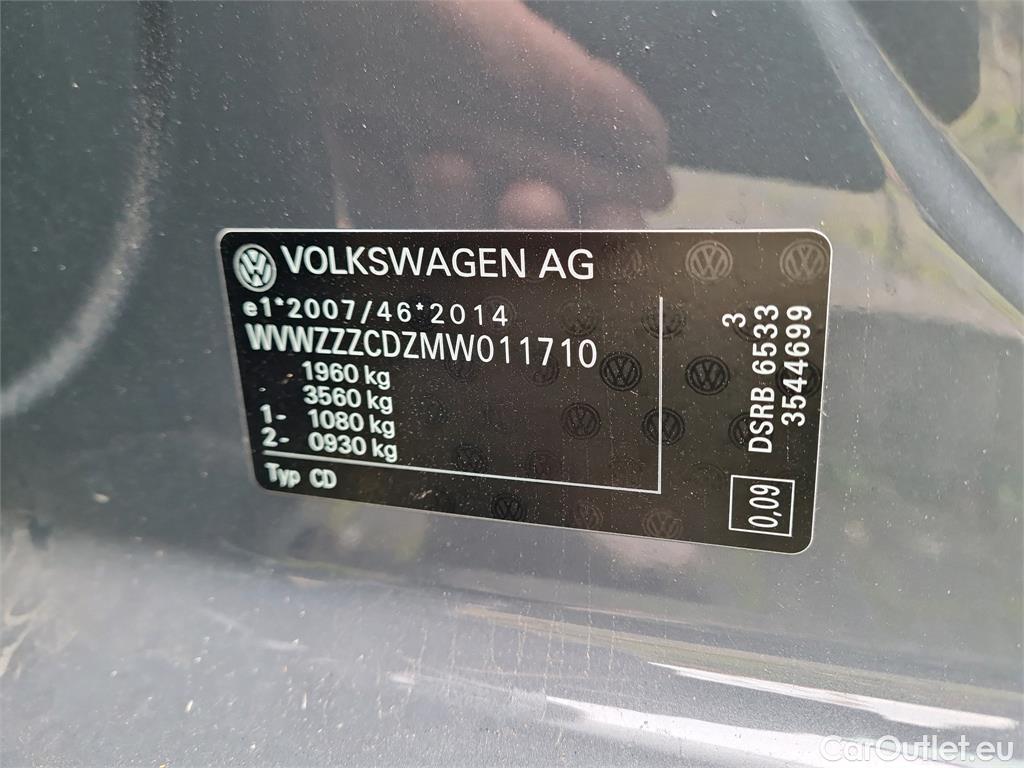 VOLKSWAGEN AG
e1*2007/46*2014
WVWZZZCDZMW011710
1960 kg
- 3560 kg
1- 1080 kg
2- 0930 kg
Typ CD
3
DSRB 6533
3544699
0,09
CarOutlet.eu